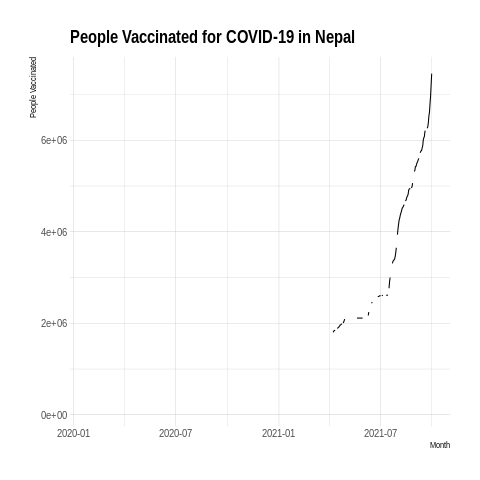 People Vaccinated for COVID-19 in Nepal
People Vaccinated
6e+06
4e+06
2e+06
0e+00
2020-01 2020-07 2021-01 2021-07
Month